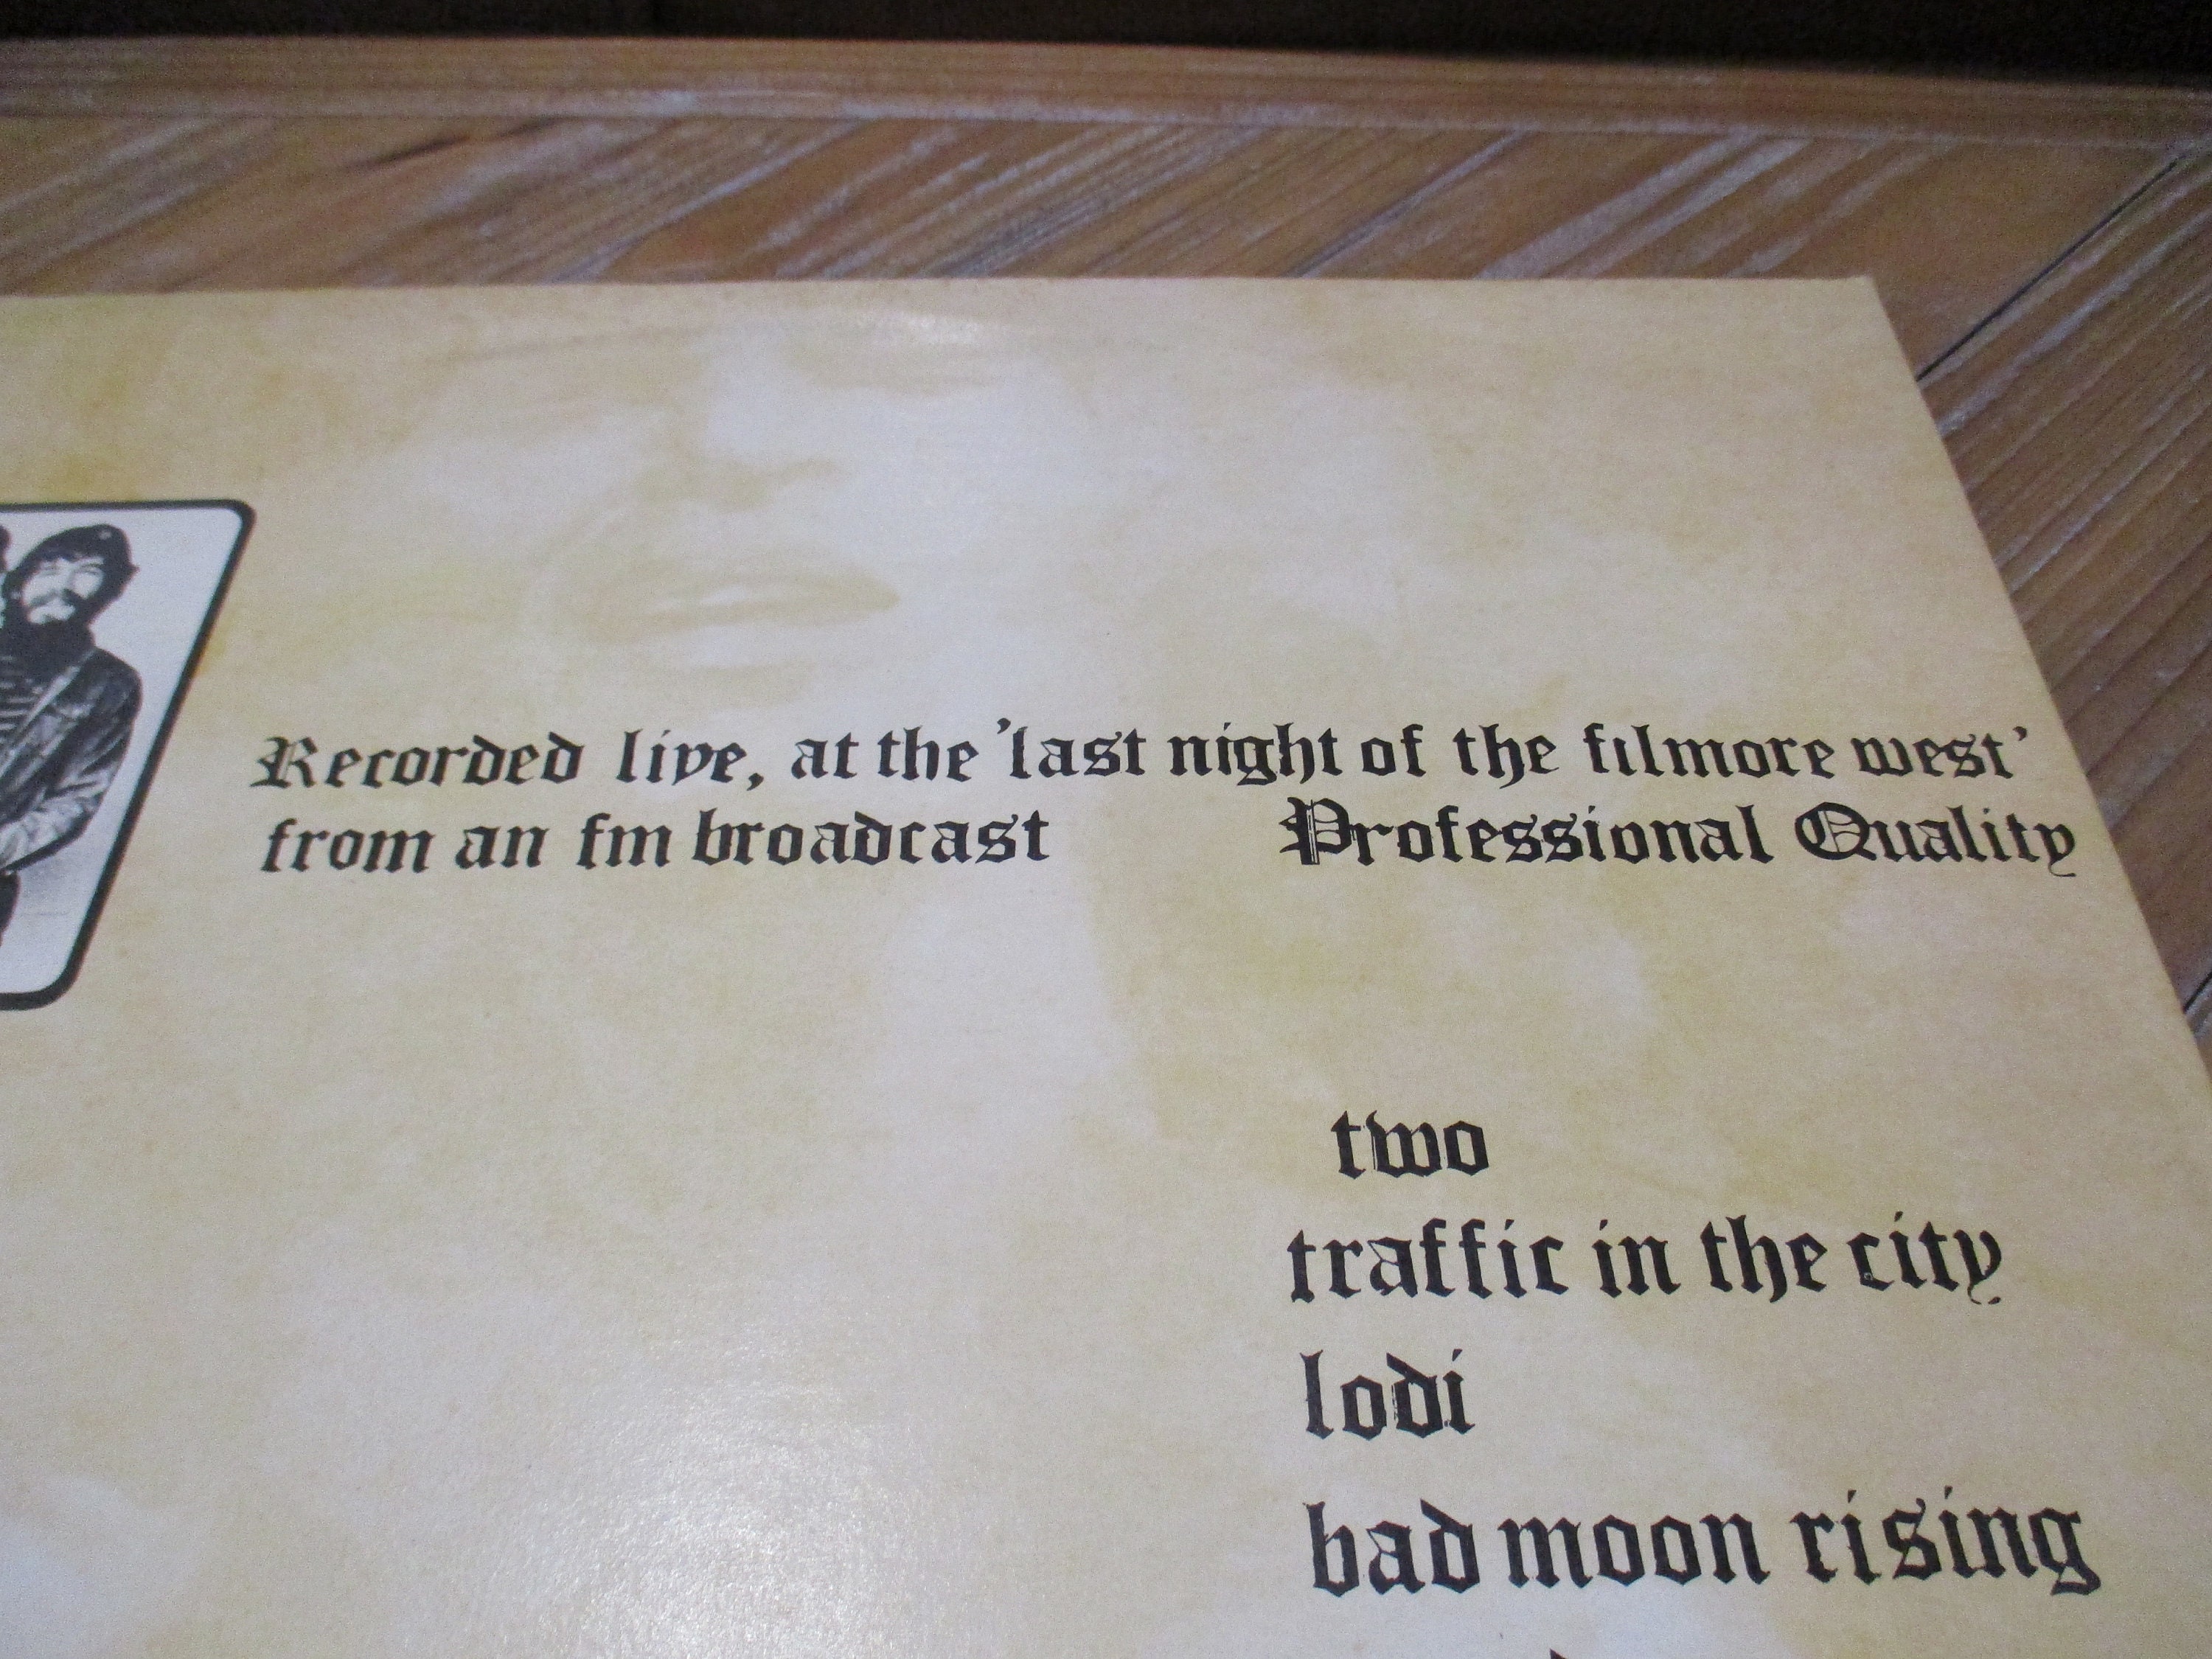 Recorded live, at the 'last night of the filmore west'
from an fm broadcast Professional Quality
two
traffic in the city
lodi
bad moon rising